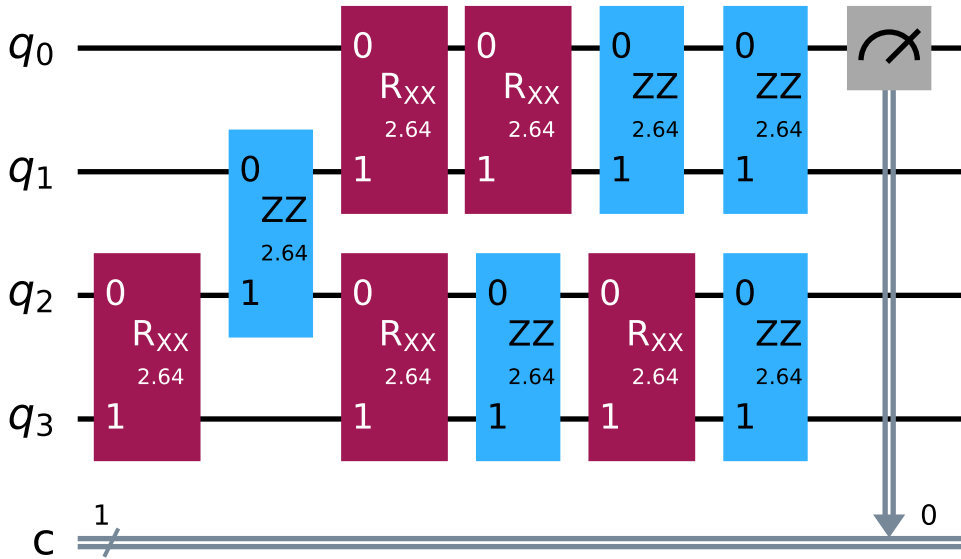 q0
0 0 0 0
RXX RXX ZZ ZZ
2.64 2.64 2.64 2.64
q1
0 1 1 1 1
ZZ
2.64
q2
0 1 0 0 0 0
RXX RXX ZZ RXX ZZ
2.64 2.64 2.64 2.64 2.64
q3
1 1 1 1 1
1 0
c